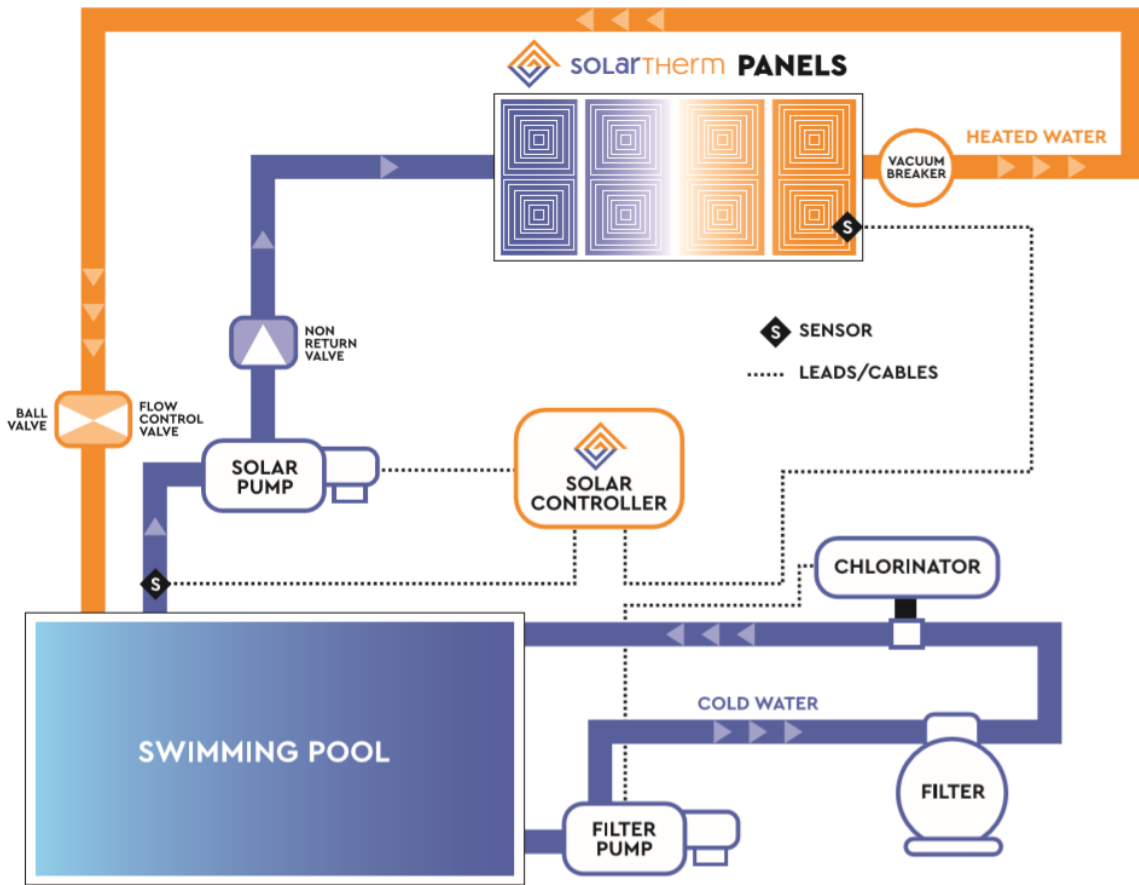 SOLARTHERM PANELS
HEATED WATER
VACUUM
BREAKER
S
NON
RETURN
VALVE
S SENSOR
LEADS/CABLES
BALL
VALVE
FLOW
CONTROL
VALVE
SOLAR
PUMP
SOLAR
CONTROLLER
CHLORINATOR
S
COLD WATER
SWIMMING POOL
FILTER
FILTER
PUMP